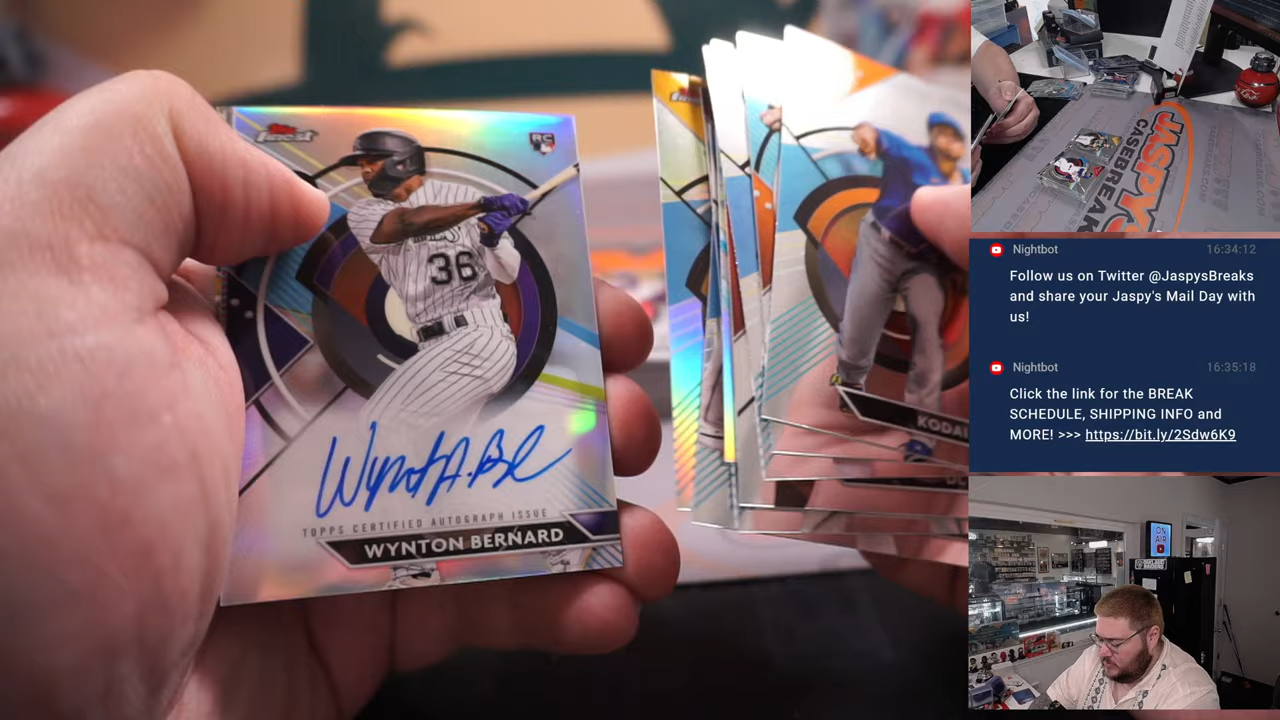 Finest
RC
36
Wynton Bernard
TOPPS CERTIFIED AUTOGRAPH ISSUE
WYNTON BERNARD
KODAI
JASPY'S
CASEBREAKS
Nightbot 16:34:12
Follow us on Twitter @JaspysBreaks
and share your Jaspy's Mail Day with
us!
Nightbot 16:35:18
Click the link for the BREAK
SCHEDULE, SHIPPING INFO and
MORE! >>> https://bit.ly/2Sdw6K9
ON
AIR